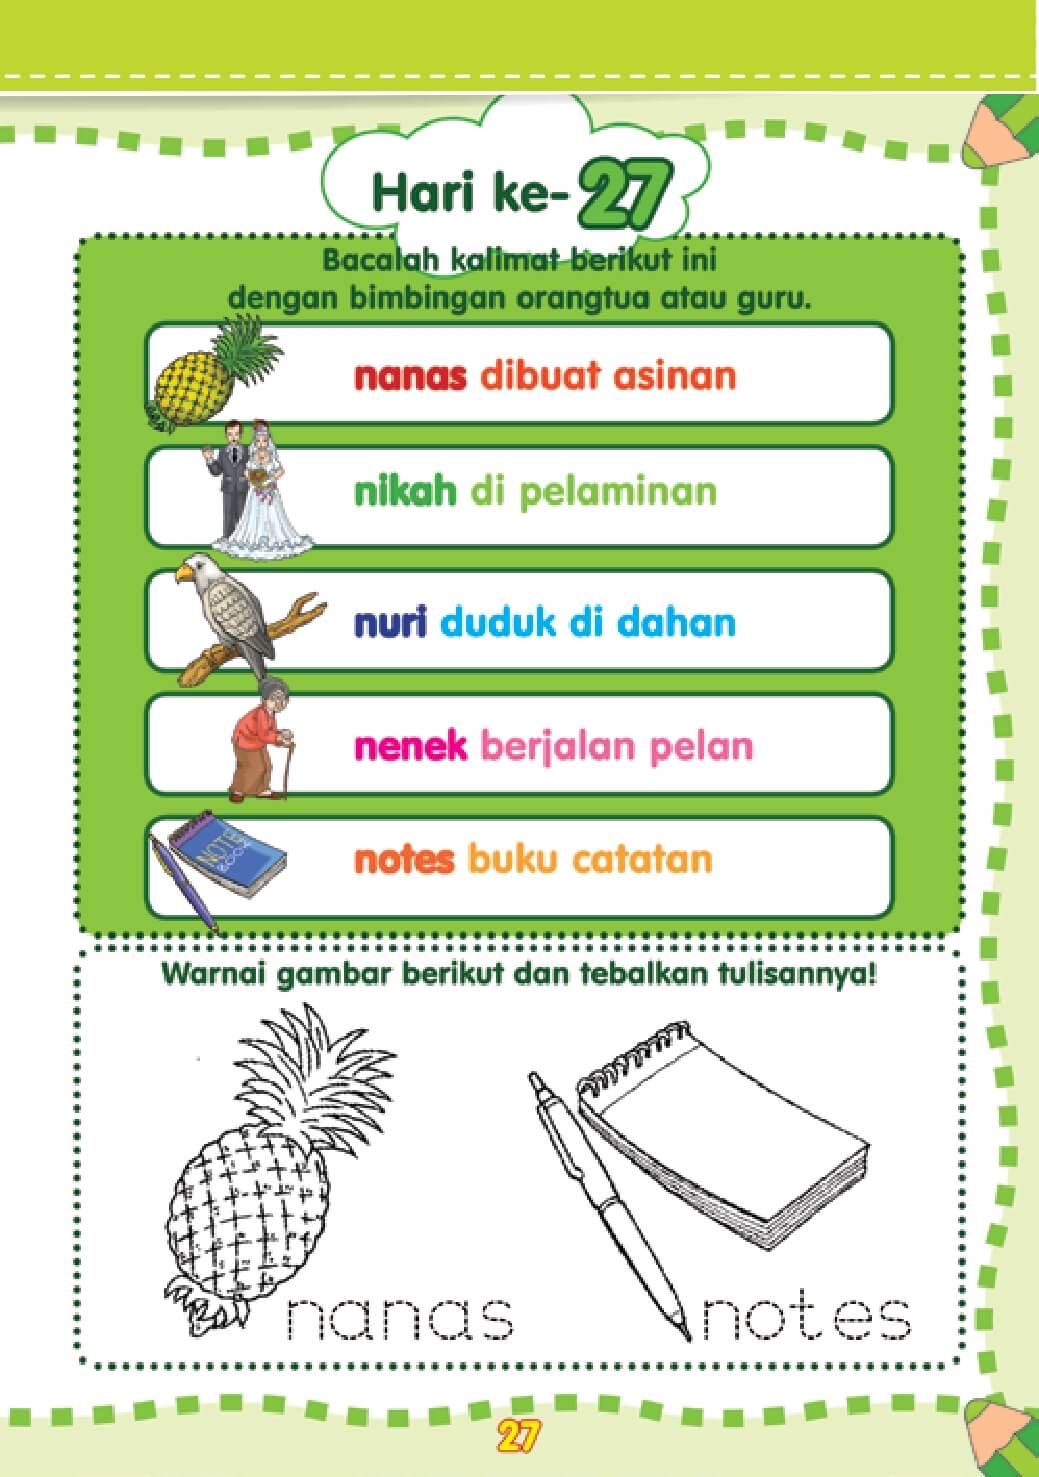 Hari ke-27
Bacalah kalimat berikut ini
dengan bimbingan orangtua atau guru.
nanas dibuat asinan
nikah di pelaminan
nuri duduk di dahan
nenek berjalan pelan
NOTE
BOOK
notes buku catatan
Warnai gambar berikut dan tebalkan tulisannya!
nanas
notes
27